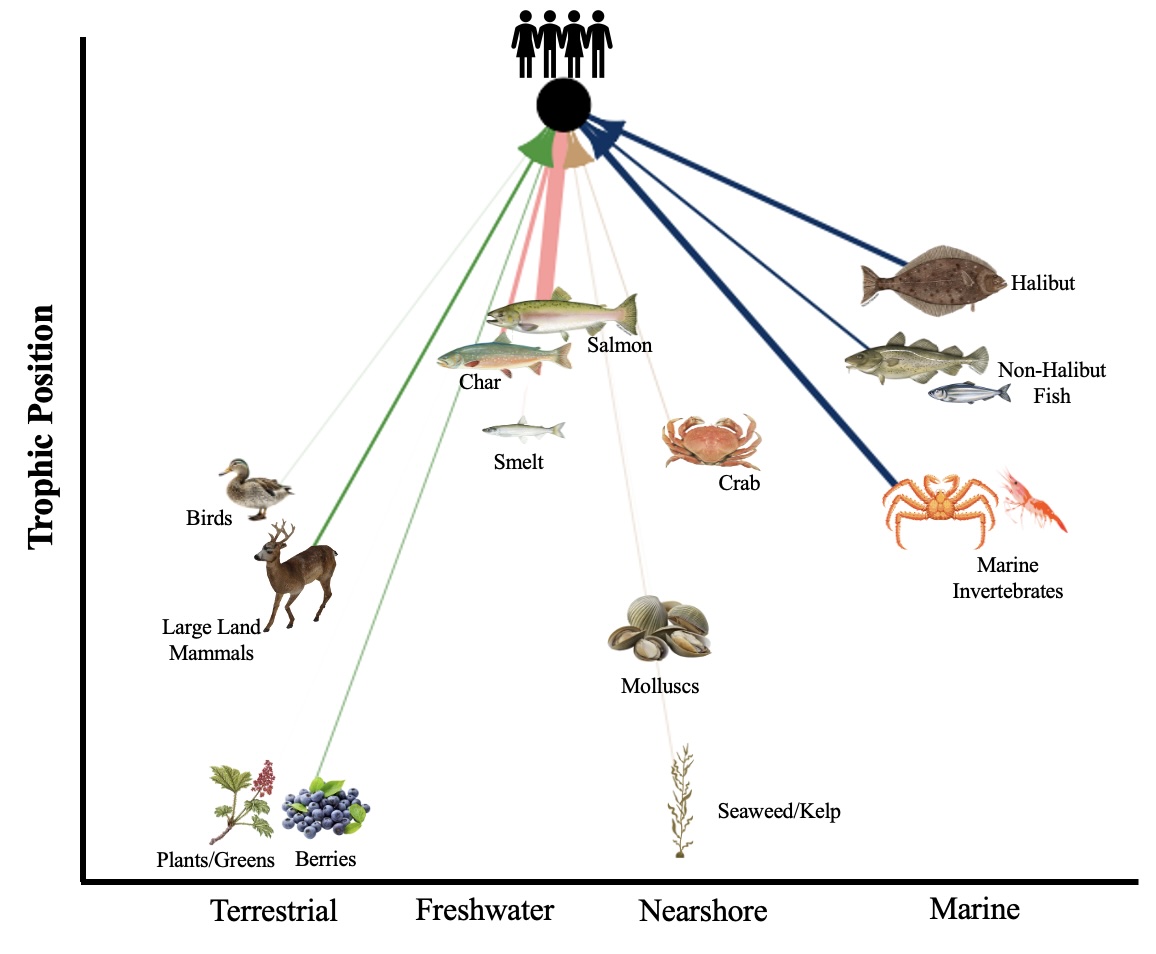 Trophic Position
Halibut
Salmon
Non-Halibut
Fish
Char
Smelt
Crab
Birds
Marine
Invertebrates
Large Land
Mammals
Molluscs
Seaweed/Kelp
Plants/Greens
Berries
Terrestrial
Freshwater
Nearshore
Marine